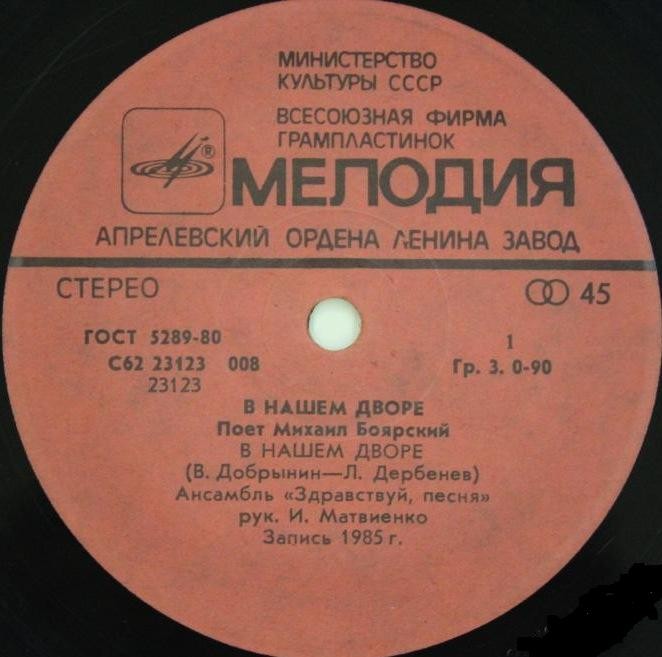 МИНИСТЕРСТВО
КУЛЬТУРЫ СССР
ВСЕСОЮЗНАЯ ФИРМА
ГРАМПЛАСТИНОК
®
МЕЛОДИЯ
АПРЕЛЕВСКИЙ ОРДЕНА ЛЕНИНА ЗАВОД
СТЕРЕО 45
ГОСТ 5289-80 1
С62 23123 008 Гр. 3. 0-90
23123
В НАШЕМ ДВОРЕ
Поет Михаил Боярский
В НАШЕМ ДВОРЕ
(В. Добрынин—Л. Дербенев)
Ансамбль «Здравствуй, песня»
рук. И. Матвиенко
Запись 1985 г.